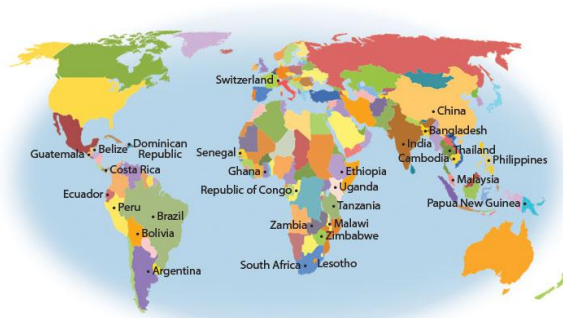 Switzerland
China
Bangladesh
India
Thailand
Cambodia
Philippines
Malaysia
Papua New Guinea
Guatemala
Belize
Dominican
Republic
Costa Rica
Ecuador
Peru
Brazil
Bolivia
Argentina
Senegal
Ghana
Ethiopia
Uganda
Republic of Congo
Tanzania
Zambia
Malawi
Zimbabwe
South Africa
Lesotho